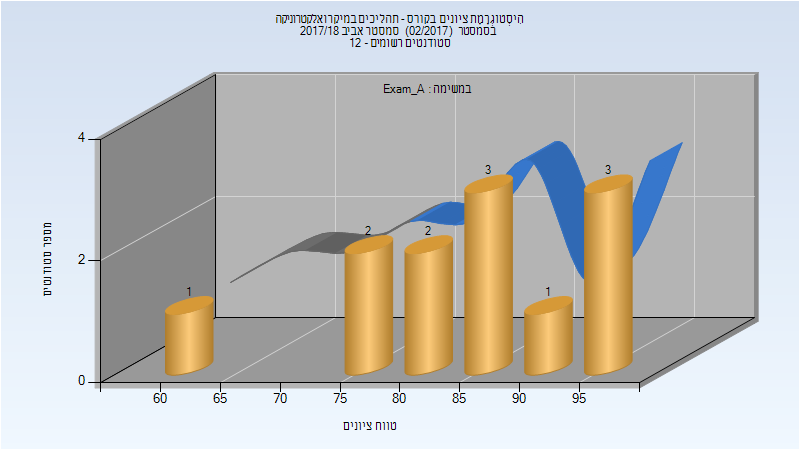 היסטוגרמת ציונים בקורס - תהליכים במיקרואלקטרוניקה
בסמסטר (02/2017) סמסטר אביב 2017/18
סטודנטים רשומים - 12
במשימה : Exam_A
4
2
0
מספר סטודנטים
1
2
2
3
1
3
60 65 70 75 80 85 90 95
טווח ציונים